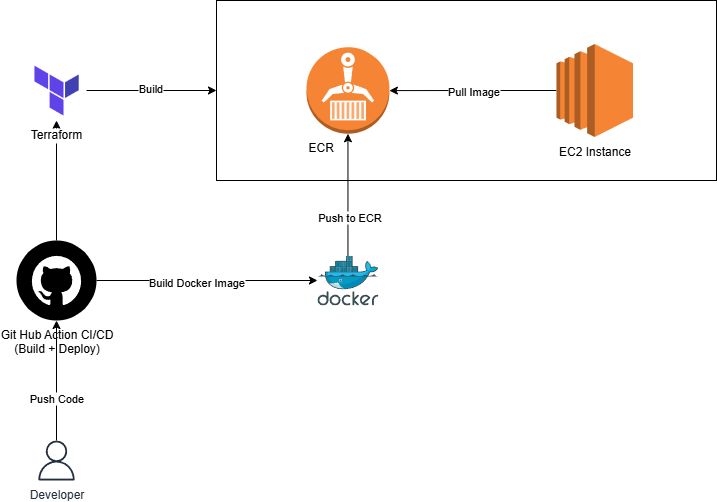 Build
Pull Image
Terraform
ECR
EC2 Instance
Push to ECR
Build Docker Image
docker
Git Hub Action CI/CD
(Build + Deploy)
Push Code
Developer